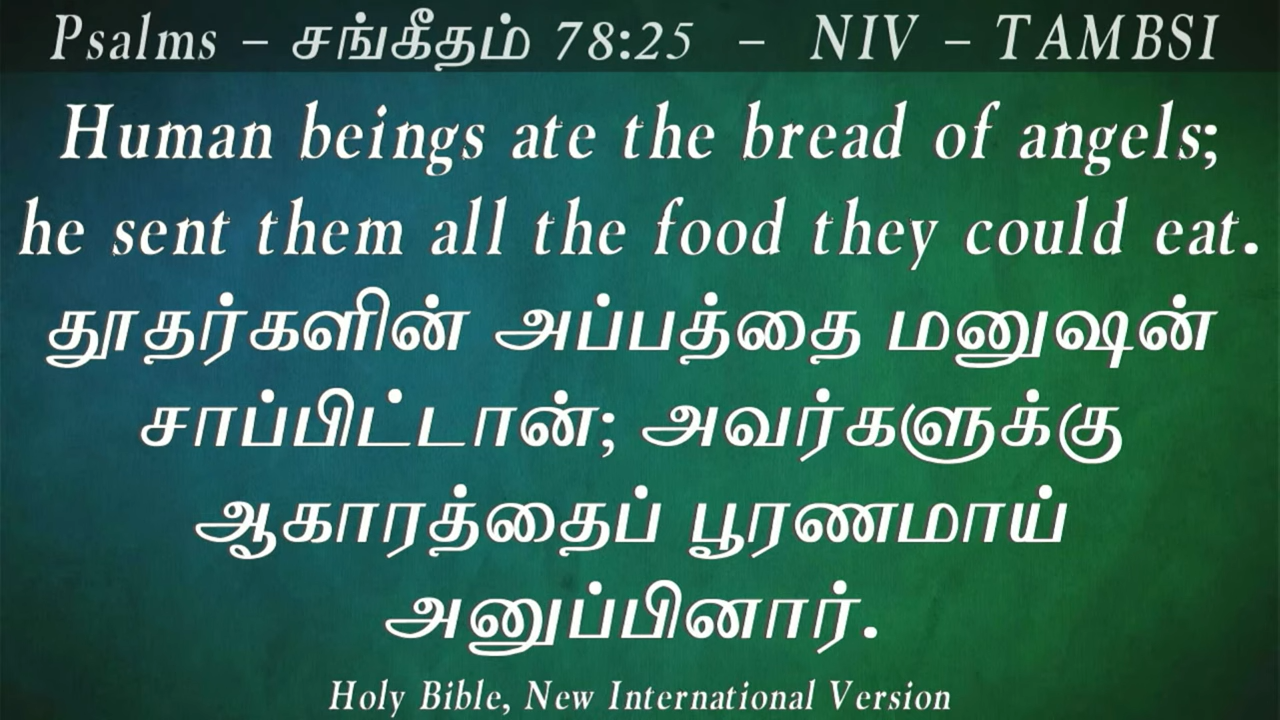 Psalms – சங்கீதம் 78:25 – NIV – TAMBSI
Human beings ate the bread of angels;
he sent them all the food they could eat.
தூதர்களின் அப்பத்தை மனுஷன்
சாப்பிட்டான்; அவர்களுக்கு
ஆகாரத்தைப் பூரணமாய்
அனுப்பினார்.
Holy Bible, New International Version